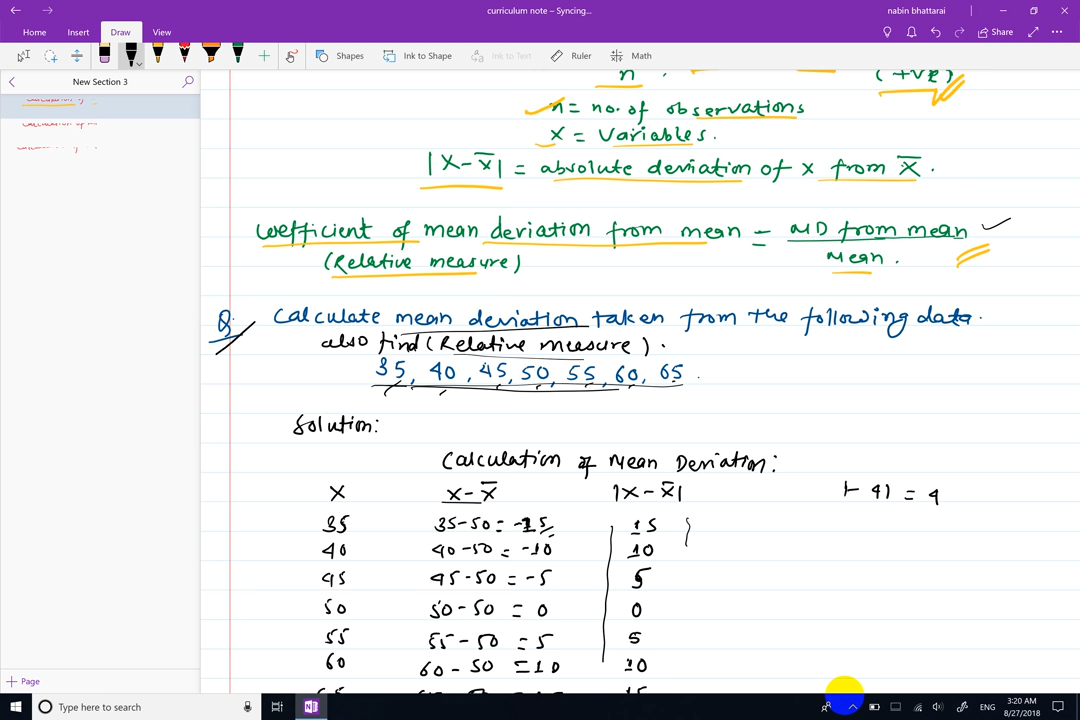 curriculum note – Syncing...
nabin bhattarai
Home Insert Draw View
Share
Shapes Ink to Shape Ink to Text Ruler Math
New Section 3
n . (+ve)
n = no. of observations
X = Variables.
|X-X̅| = absolute deviation of x from X̅ .
coefficient of mean deviation from mean = MD from mean
(Relative measure) Mean .
Q. Calculate mean deviation taken from the following data.
also find (Relative measure) .
35, 40, 45, 50, 55, 60, 65 .
Solution:
Calculation of Mean Deviation:
X x-X̅ |X-X̅| |-4| = 4
35 35-50 = -15 15
40 40-50 = -10 10
45 45-50 = -5 5
50 50-50 = 0 0
55 55-50 = 5 5
60 60-50 = 10 10
Page
Type here to search
ENG
3:20 AM
8/27/2018